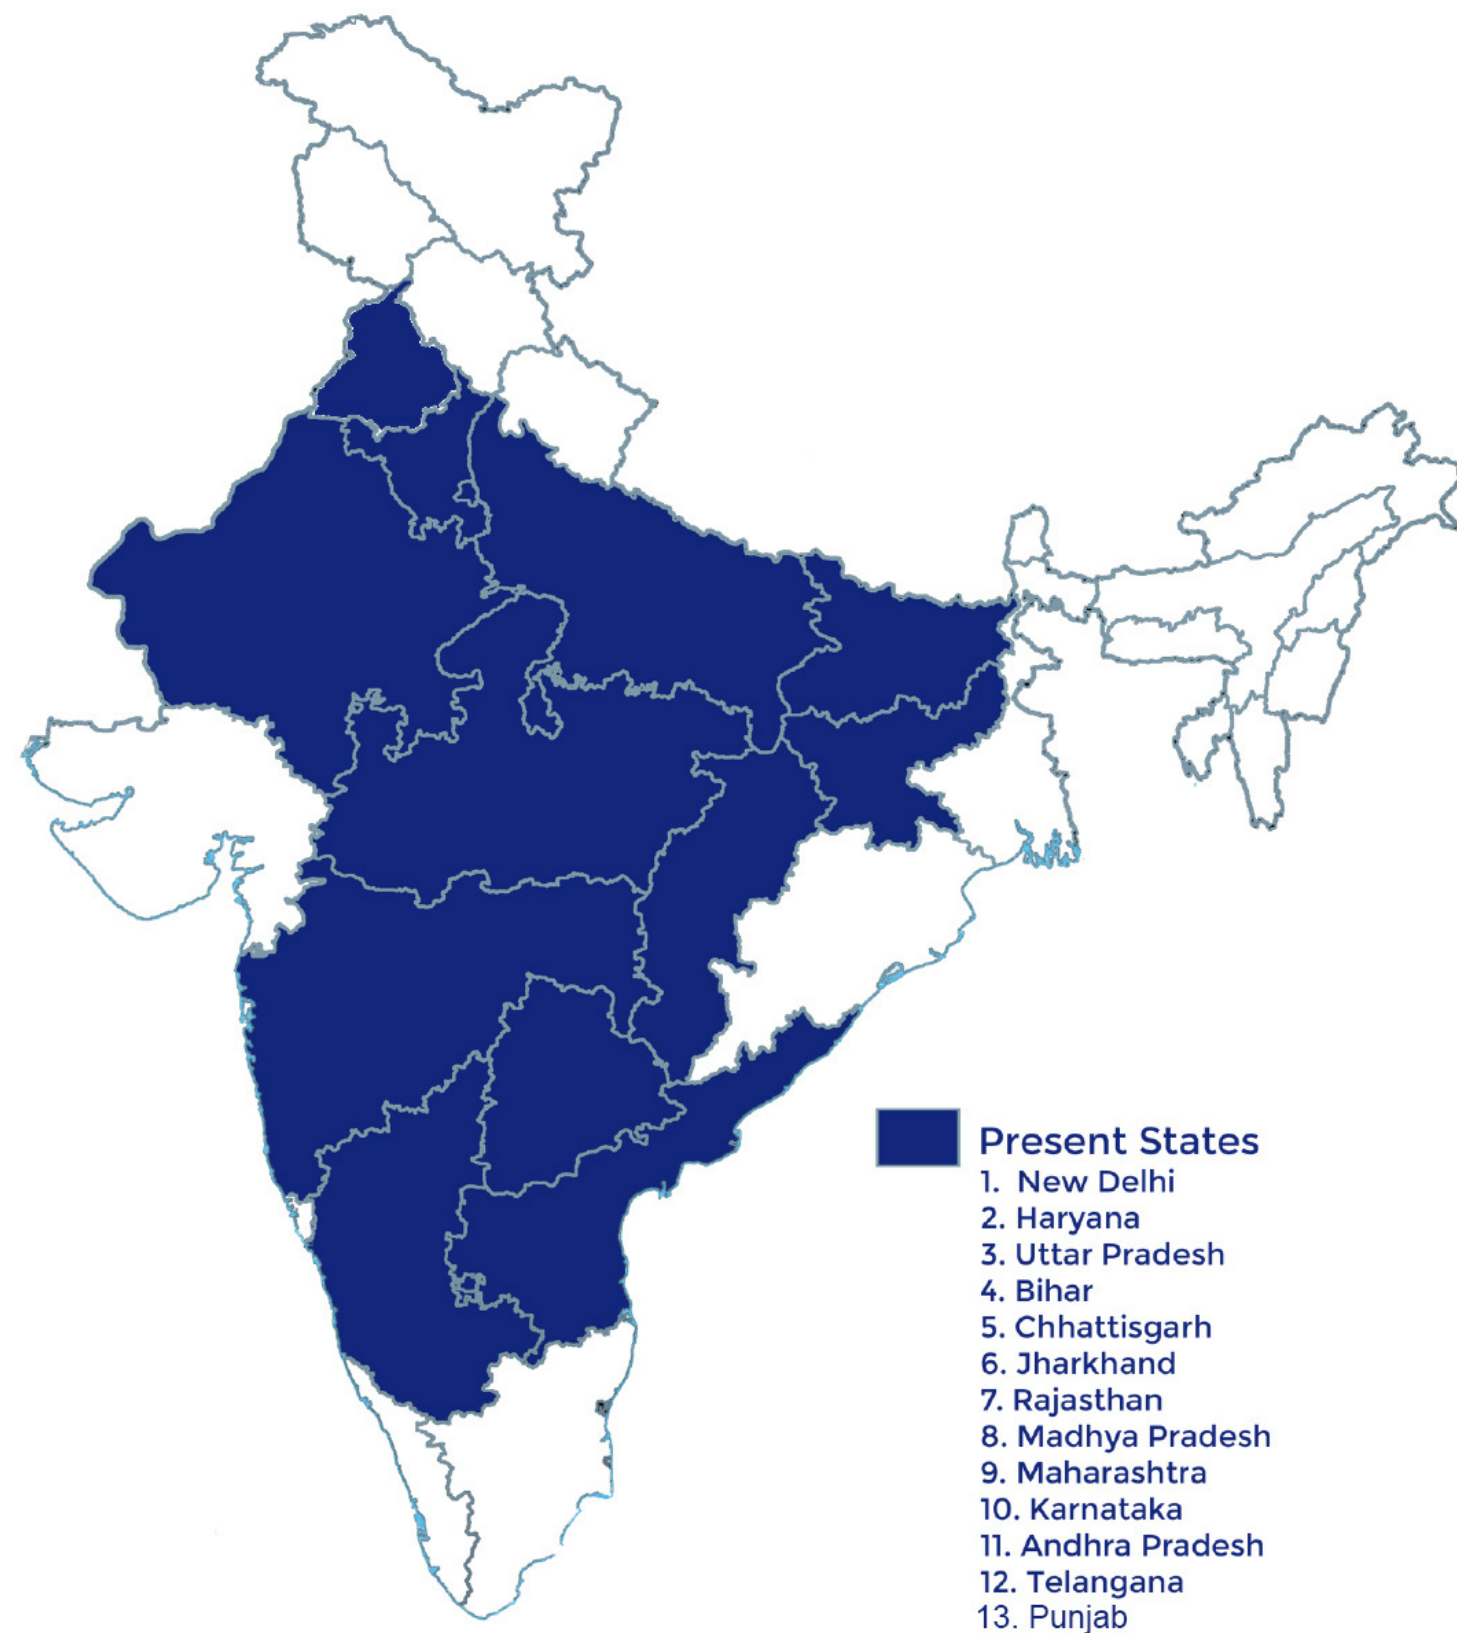 Present States
1. New Delhi
2. Haryana
3. Uttar Pradesh
4. Bihar
5. Chhattisgarh
6. Jharkhand
7. Rajasthan
8. Madhya Pradesh
9. Maharashtra
10. Karnataka
11. Andhra Pradesh
12. Telangana
13. Punjab